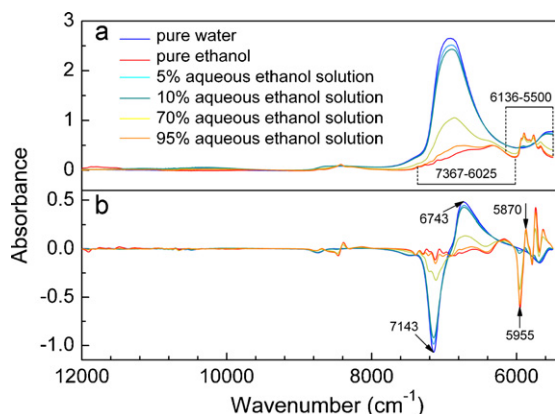 a
pure water
pure ethanol
5% aqueous ethanol solution
10% aqueous ethanol solution
70% aqueous ethanol solution
95% aqueous ethanol solution
6136-5500
7367-6025
3
2
1
0
Absorbance
b
6743
5870
7143
5955
0.5
0.0
-0.5
-1.0
12000
10000
8000
6000
Wavenumber (cm⁻¹)